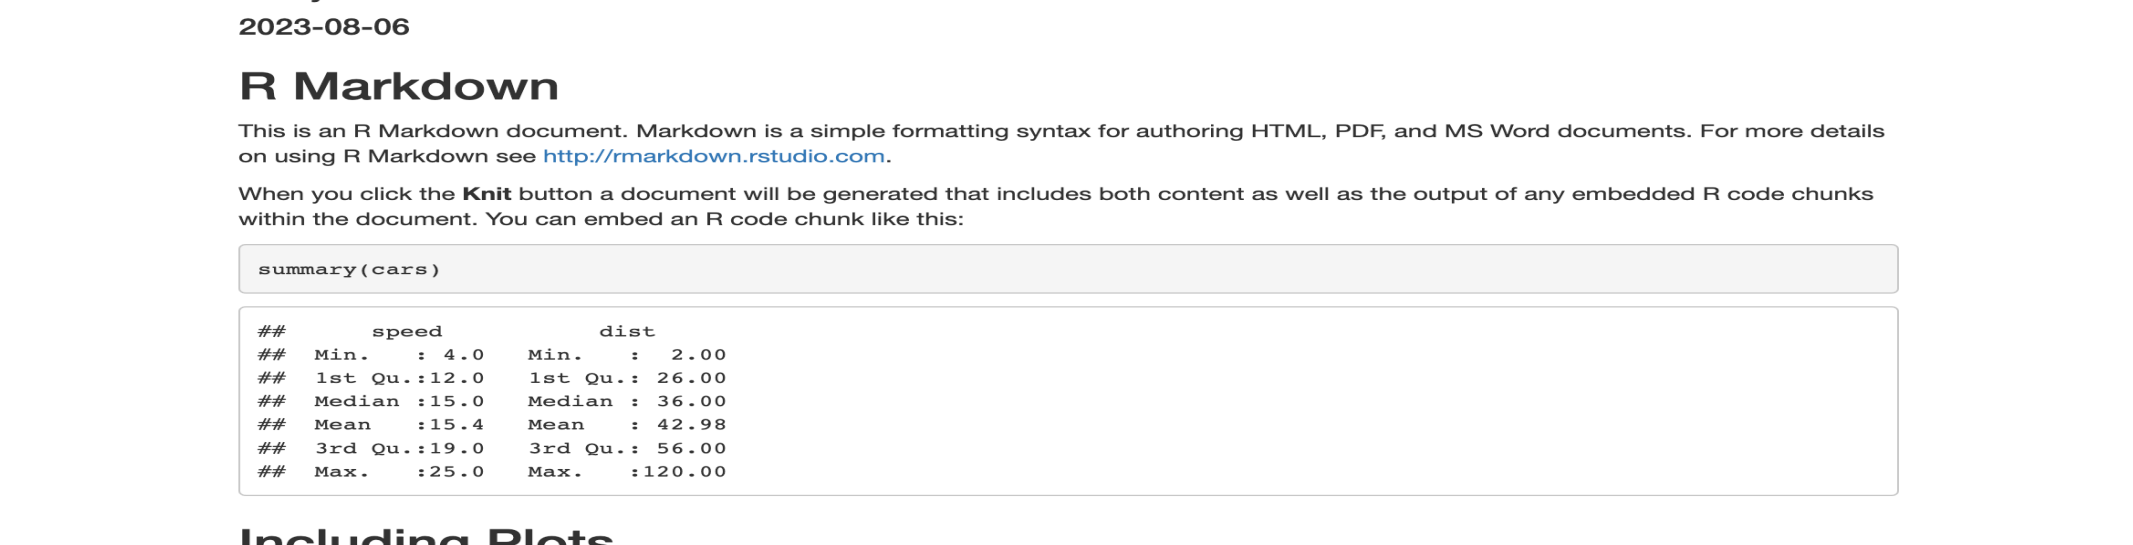 2023-08-06
R Markdown
This is an R Markdown document. Markdown is a simple formatting syntax for authoring HTML, PDF, and MS Word documents. For more details
on using R Markdown see http://rmarkdown.rstudio.com.
When you click the Knit button a document will be generated that includes both content as well as the output of any embedded R code chunks
within the document. You can embed an R code chunk like this:
summary(cars)
##      speed           dist
##  Min.   : 4.0   Min.   :  2.00
##  1st Qu.:12.0   1st Qu.: 26.00
##  Median :15.0   Median : 36.00
##  Mean   :15.4   Mean   : 42.98
##  3rd Qu.:19.0   3rd Qu.: 56.00
##  Max.   :25.0   Max.   :120.00
Including Plots